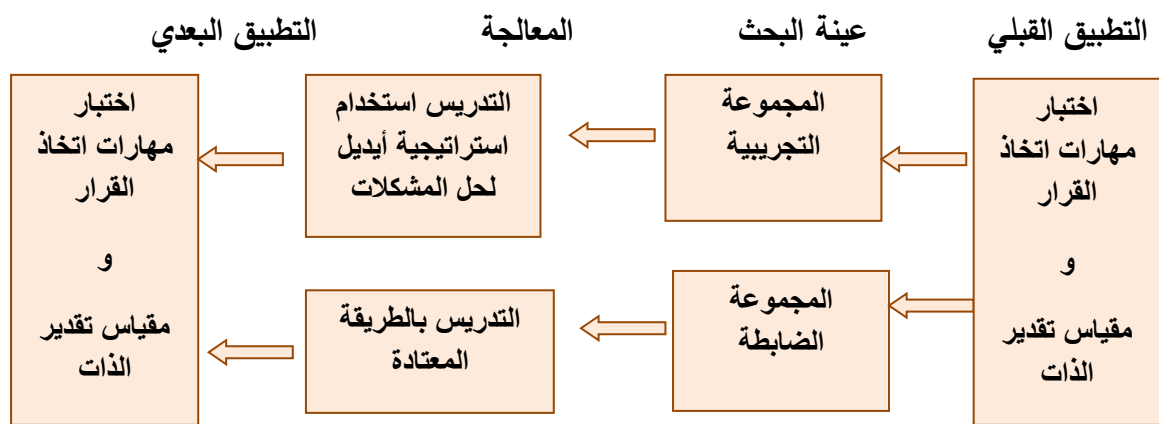 التطبيق القبلي
عينة البحث
المعالجة
التطبيق البعدي
اختبار
مهارات اتخاذ
القرار
و
مقياس تقدير
الذات
المجموعة
التجريبية
التدريس استخدام
استراتيجية أيديل
لحل المشكلات
المجموعة
الضابطة
التدريس بالطريقة
المعتادة
اختبار
مهارات اتخاذ
القرار
و
مقياس تقدير
الذات